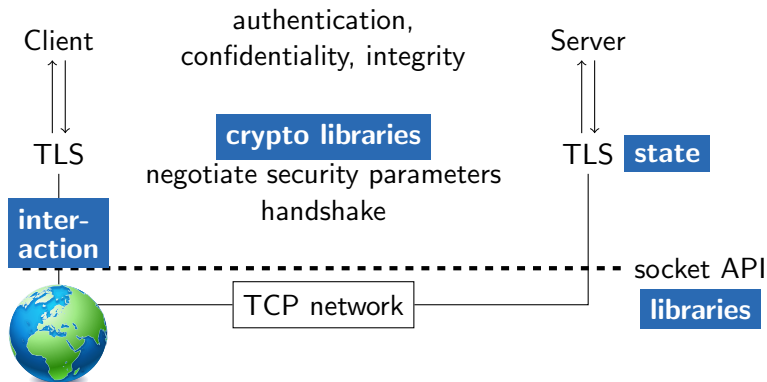 authentication,
Client
Server
confidentiality, integrity
crypto libraries
TLS
TLS
state
negotiate security parameters
handshake
inter-
action
socket API
TCP network
libraries